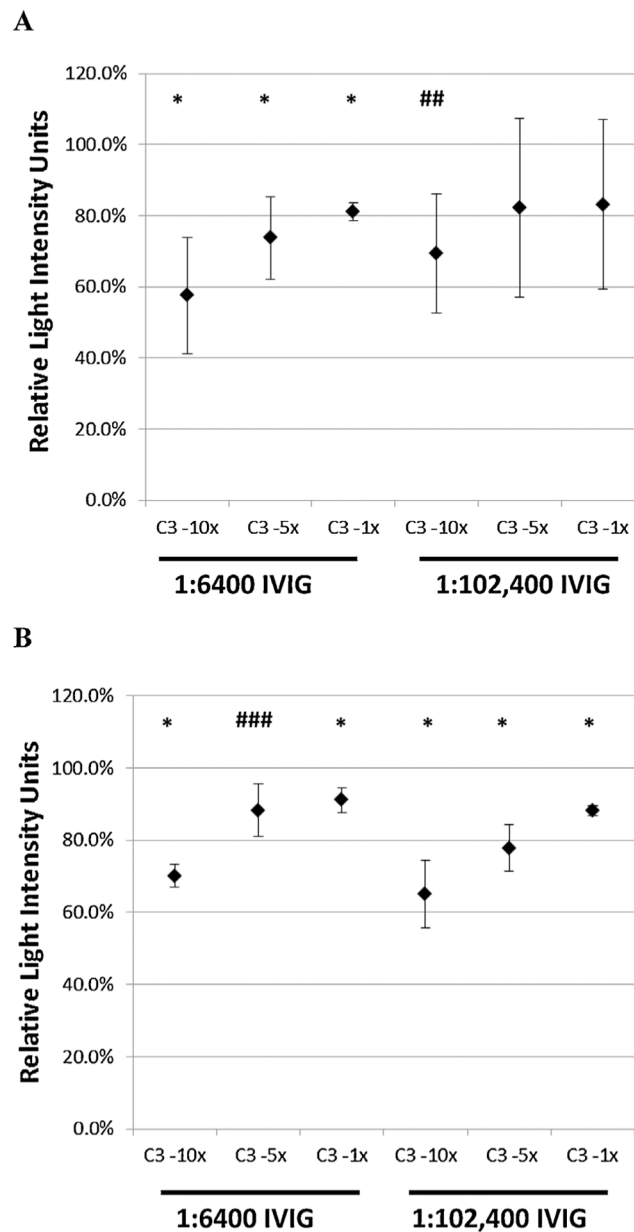 A
120.0%
* * * ##
100.0%
80.0%
60.0%
40.0%
20.0%
0.0%
Relative Light Intensity Units
C3 -10x C3 -5x C3 -1x C3 -10x C3 -5x C3 -1x
1:6400 IVIG 1:102,400 IVIG
B
120.0%
* ### * * * *
100.0%
80.0%
60.0%
40.0%
20.0%
0.0%
Relative Light Intensity Units
C3 -10x C3 -5x C3 -1x C3 -10x C3 -5x C3 -1x
1:6400 IVIG 1:102,400 IVIG